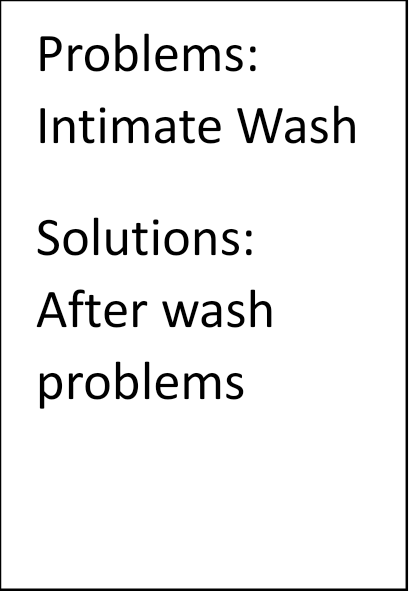 Problems:
Intimate Wash
Solutions:
After wash
problems